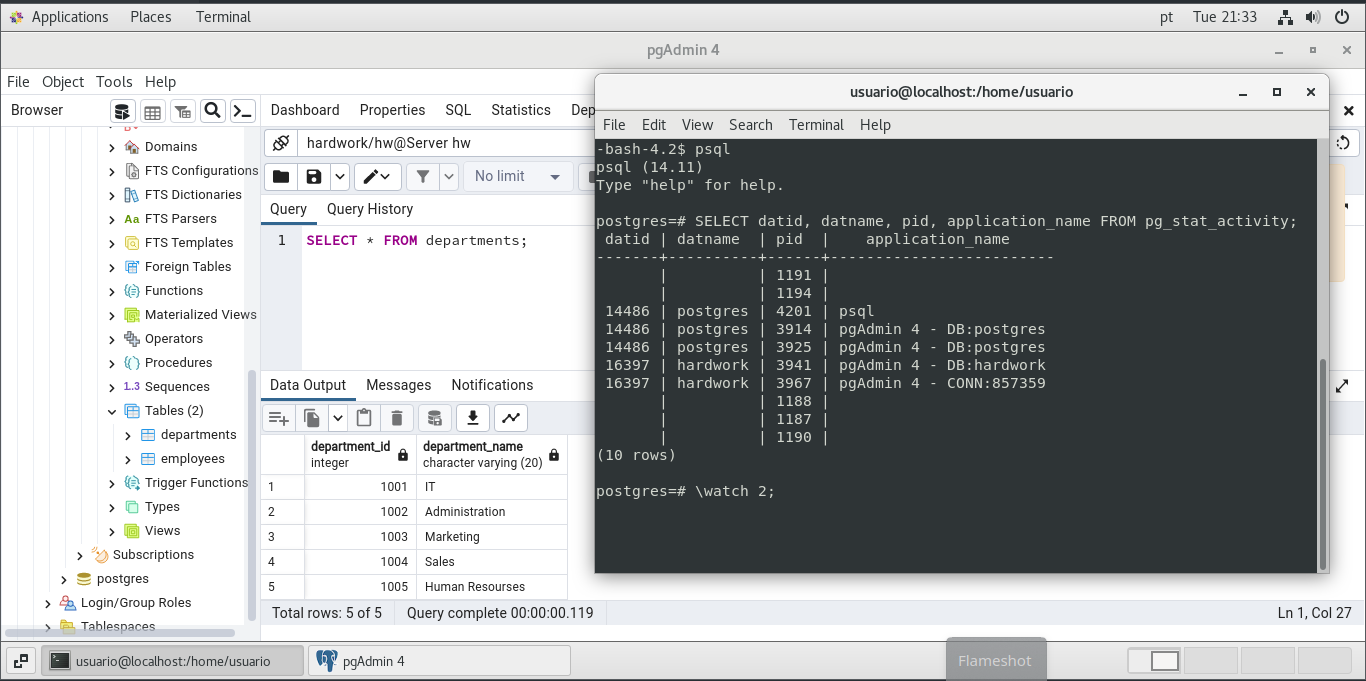 Applications Places Terminal pt Tue 21:33
pgAdmin 4
File Object Tools Help
Browser
Domains
FTS Configurations
FTS Dictionaries
Aa FTS Parsers
FTS Templates
Foreign Tables
Functions
Materialized Views
Operators
Procedures
1.3 Sequences
Tables (2)
departments
employees
Trigger Functions
Types
Views
Subscriptions
postgres
Login/Group Roles
Tablespaces
Dashboard Properties SQL Statistics Dep
hardwork/hw@Server hw
No limit
Query Query History
1 SELECT * FROM departments;
Data Output Messages Notifications
department_id department_name
integer character varying (20)
1 1001 IT
2 1002 Administration
3 1003 Marketing
4 1004 Sales
5 1005 Human Resourses
Total rows: 5 of 5 Query complete 00:00:00.119 Ln 1, Col 27
usuario@localhost:/home/usuario
File Edit View Search Terminal Help
-bash-4.2$ psql
psql (14.11)
Type "help" for help.
postgres=# SELECT datid, datname, pid, application_name FROM pg_stat_activity;
datid | datname | pid | application_name
-------+----------+------+-------------------------
| | 1191 |
| | 1194 |
14486 | postgres | 4201 | psql
14486 | postgres | 3914 | pgAdmin 4 - DB:postgres
14486 | postgres | 3925 | pgAdmin 4 - DB:postgres
16397 | hardwork | 3941 | pgAdmin 4 - DB:hardwork
16397 | hardwork | 3967 | pgAdmin 4 - CONN:857359
| | 1188 |
| | 1187 |
| | 1190 |
(10 rows)
postgres=# \watch 2;
usuario@localhost:/home/usuario pgAdmin 4 Flameshot